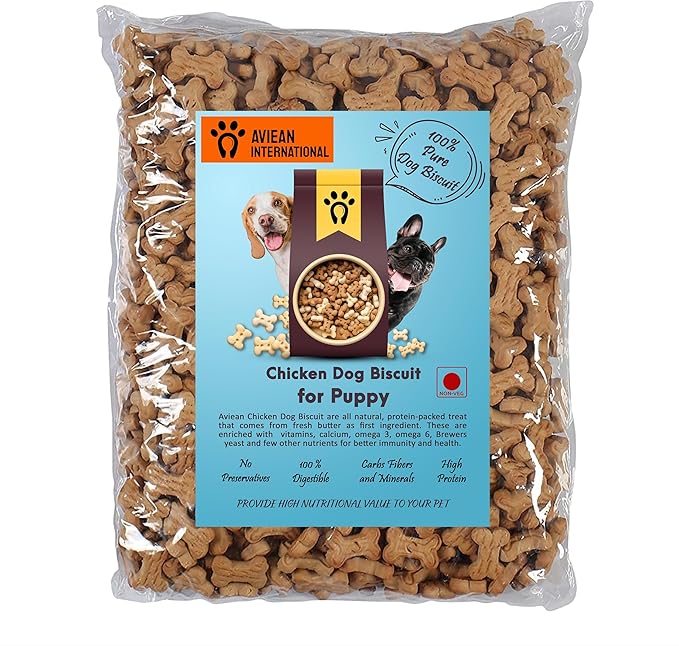 AVIEAN
INTERNATIONAL
100%
Pure
Dog Biscuit
Chicken Dog Biscuit
for Puppy
NON-VEG
Aviean Chicken Dog Biscuit are all natural, protein-packed treat
that comes from fresh butter as first ingredient. These are
enriched with vitamins, calcium, omega 3, omega 6, Brewers
yeast and few other nutrients for better immunity and health.
No
Preservatives
100%
Digestible
Carbs Fibers
and Minerals
High
Protein
PROVIDE HIGH NUTRITIONAL VALUE TO YOUR PET